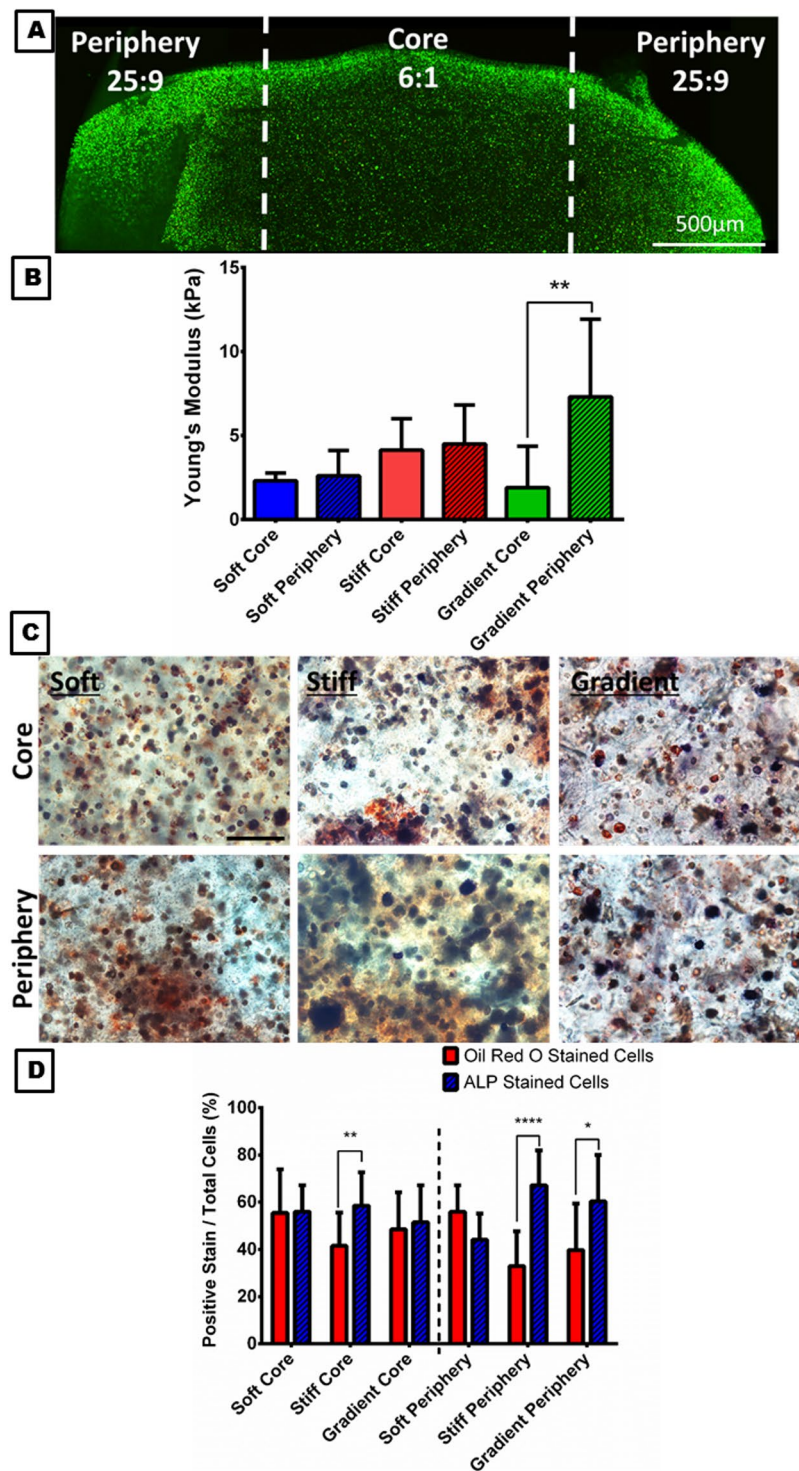 A
Periphery
25:9
Core
6:1
Periphery
25:9
500µm
B
Young's Modulus (kPa)
15
10
5
0
**
Soft Core
Soft Periphery
Stiff Core
Stiff Periphery
Gradient Core
Gradient Periphery
C
Soft
Stiff
Gradient
Core
Periphery
D
Oil Red O Stained Cells
ALP Stained Cells
Positive Stain / Total Cells (%)
100
80
60
40
20
0
**
****
*
Soft Core
Stiff Core
Gradient Core
Soft Periphery
Stiff Periphery
Gradient Periphery